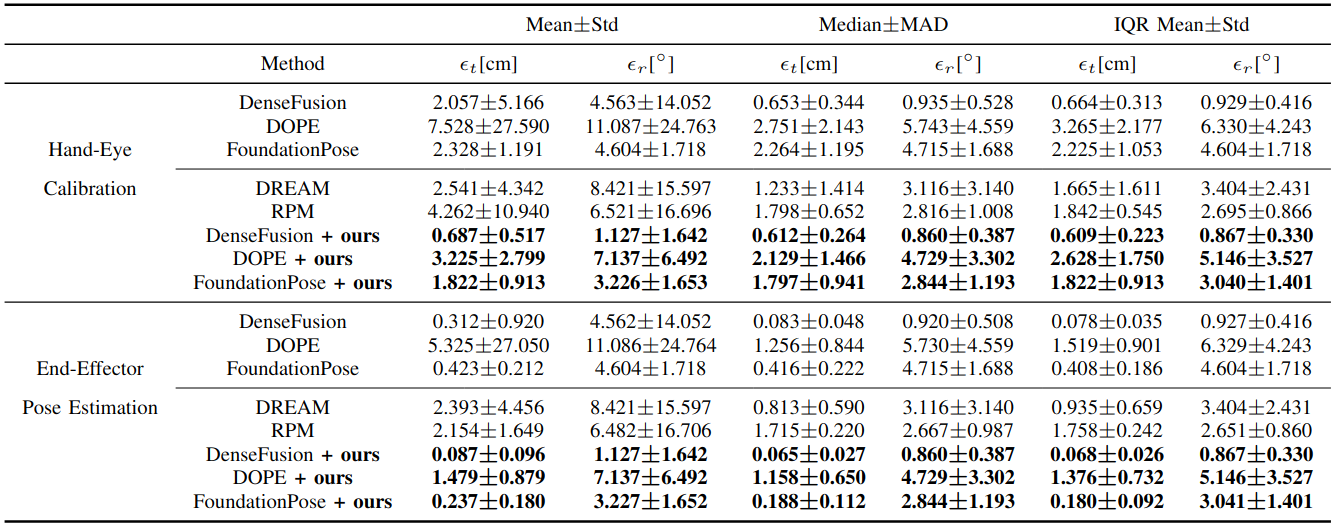 Mean±Std Median±MAD IQR Mean±Std
Method ϵt[cm] ϵr[°] ϵt[cm] ϵr[°] ϵt[cm] ϵr[°]
DenseFusion 2.057±5.166 4.563±14.052 0.653±0.344 0.935±0.528 0.664±0.313 0.929±0.416
DOPE 7.528±27.590 11.087±24.763 2.751±2.143 5.743±4.559 3.265±2.177 6.330±4.243
Hand-Eye FoundationPose 2.328±1.191 4.604±1.718 2.264±1.195 4.715±1.688 2.225±1.053 4.604±1.718
Calibration DREAM 2.541±4.342 8.421±15.597 1.233±1.414 3.116±3.140 1.665±1.611 3.404±2.431
RPM 4.262±10.940 6.521±16.696 1.798±0.652 2.816±1.008 1.842±0.545 2.695±0.866
DenseFusion + ours 0.687±0.517 1.127±1.642 0.612±0.264 0.860±0.387 0.609±0.223 0.867±0.330
DOPE + ours 3.225±2.799 7.137±6.492 2.129±1.466 4.729±3.302 2.628±1.750 5.146±3.527
FoundationPose + ours 1.822±0.913 3.226±1.653 1.797±0.941 2.844±1.193 1.822±0.913 3.040±1.401
DenseFusion 0.312±0.920 4.562±14.052 0.083±0.048 0.920±0.508 0.078±0.035 0.927±0.416
DOPE 5.325±27.050 11.086±24.764 1.256±0.844 5.730±4.559 1.519±0.901 6.329±4.243
End-Effector FoundationPose 0.423±0.212 4.604±1.718 0.416±0.222 4.715±1.688 0.408±0.186 4.604±1.718
Pose Estimation DREAM 2.393±4.456 8.421±15.597 0.813±0.590 3.116±3.140 0.935±0.659 3.404±2.431
RPM 2.154±1.649 6.482±16.706 1.715±0.220 2.667±0.987 1.758±0.242 2.651±0.860
DenseFusion + ours 0.087±0.096 1.127±1.642 0.065±0.027 0.860±0.387 0.068±0.026 0.867±0.330
DOPE + ours 1.479±0.879 7.137±6.492 1.158±0.650 4.729±3.302 1.376±0.732 5.146±3.527
FoundationPose + ours 0.237±0.180 3.227±1.652 0.188±0.112 2.844±1.193 0.180±0.092 3.041±1.401